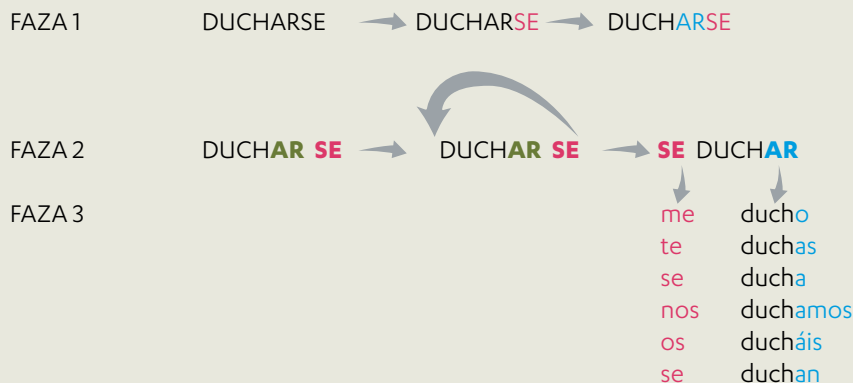 FAZA 1 DUCHARSE DUCHARSE DUCHARSE
FAZA 2 DUCHAR SE DUCHAR SE SE DUCHAR
FAZA 3 me ducho
te duchas
se ducha
nos duchamos
os ducháis
se duchan